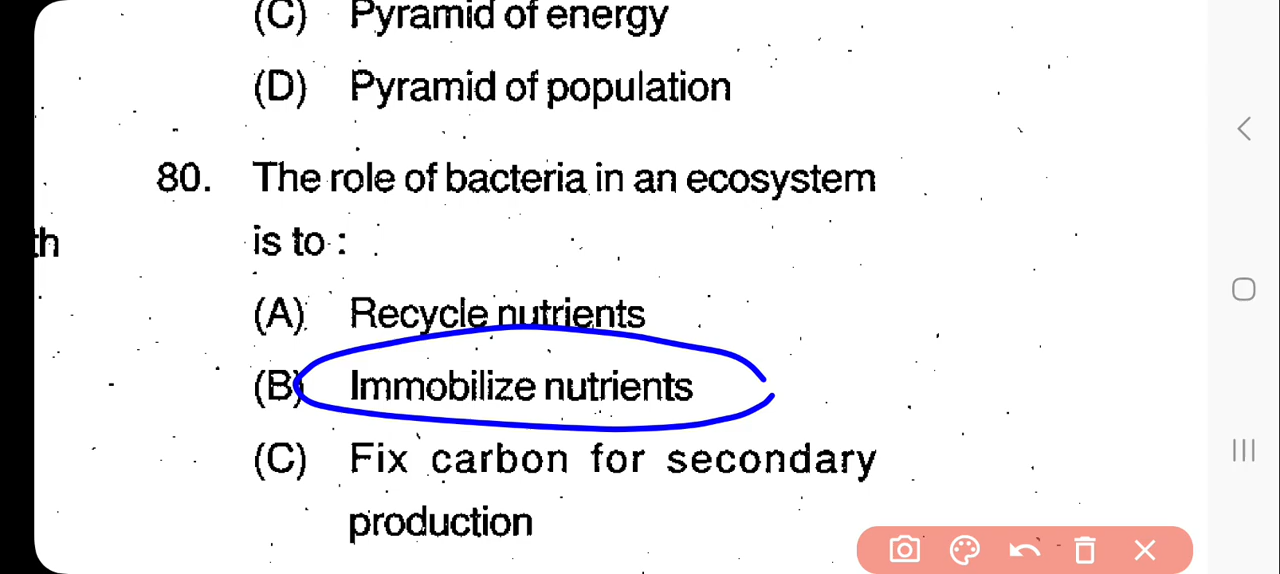 (C) Pyramid of energy
(D) Pyramid of population
80. The role of bacteria in an ecosystem
th is to :
(A) Recycle nutrients
(B) Immobilize nutrients
(C) Fix carbon for secondary
production